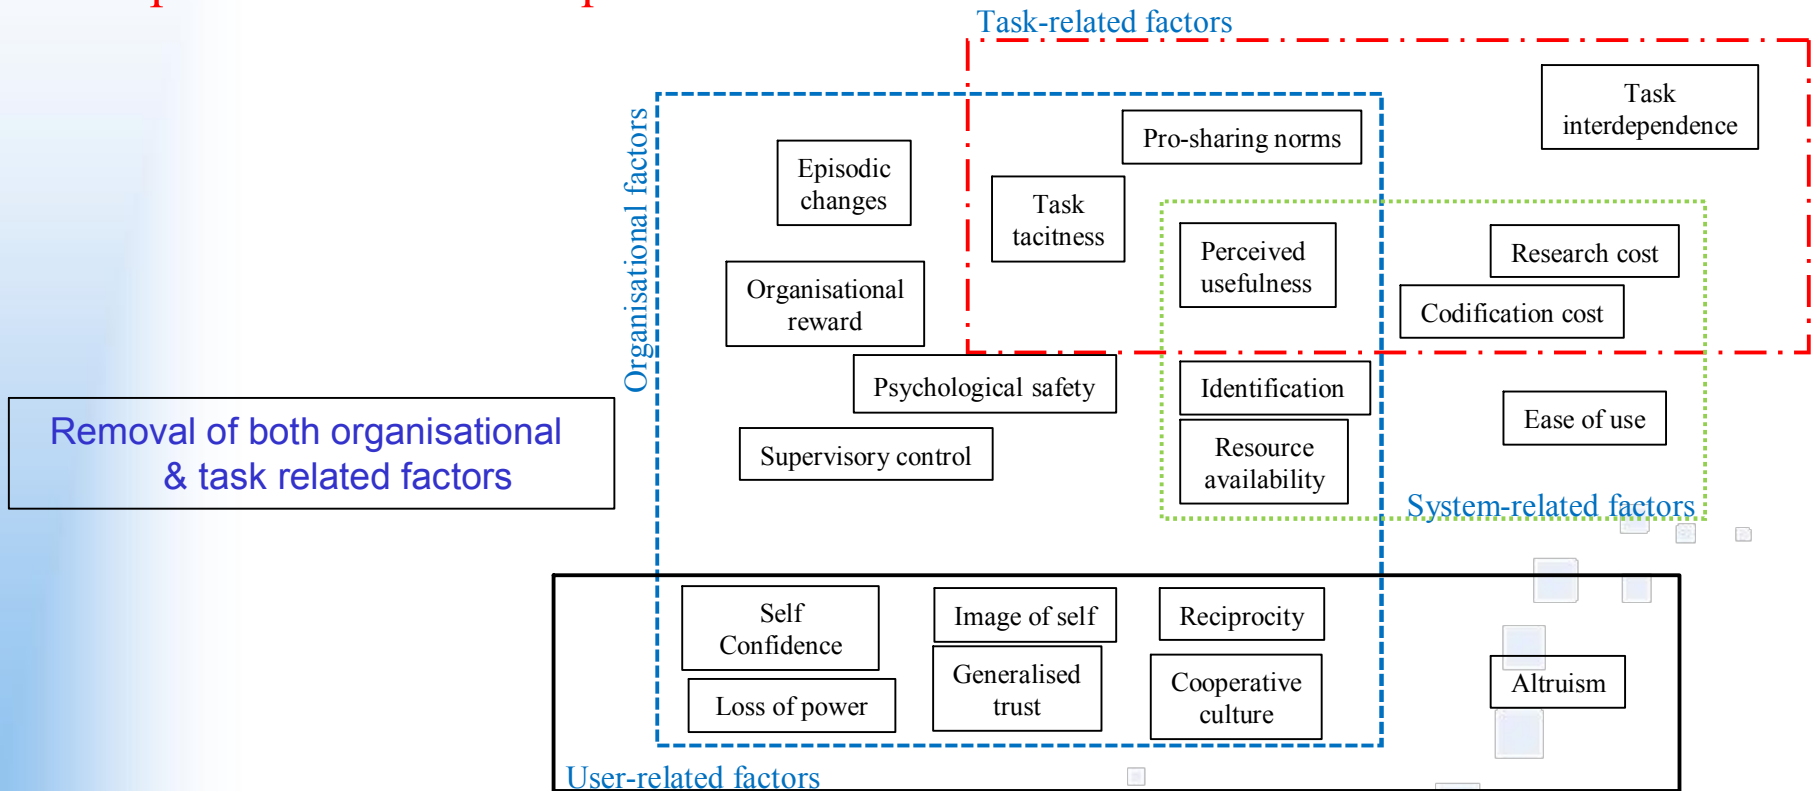 Task-related factors
Task
interdependence
Pro-sharing norms
Episodic
changes
Organisational factors
Task
tacitness
Perceived
usefulness
Research cost
Organisational
reward
Codification cost
Psychological safety
Identification
Ease of use
Removal of both organisational
& task related factors
Supervisory control
Resource
availability
System-related factors
Self
Confidence
Image of self
Reciprocity
Generalised
trust
Cooperative
culture
Altruism
Loss of power
User-related factors